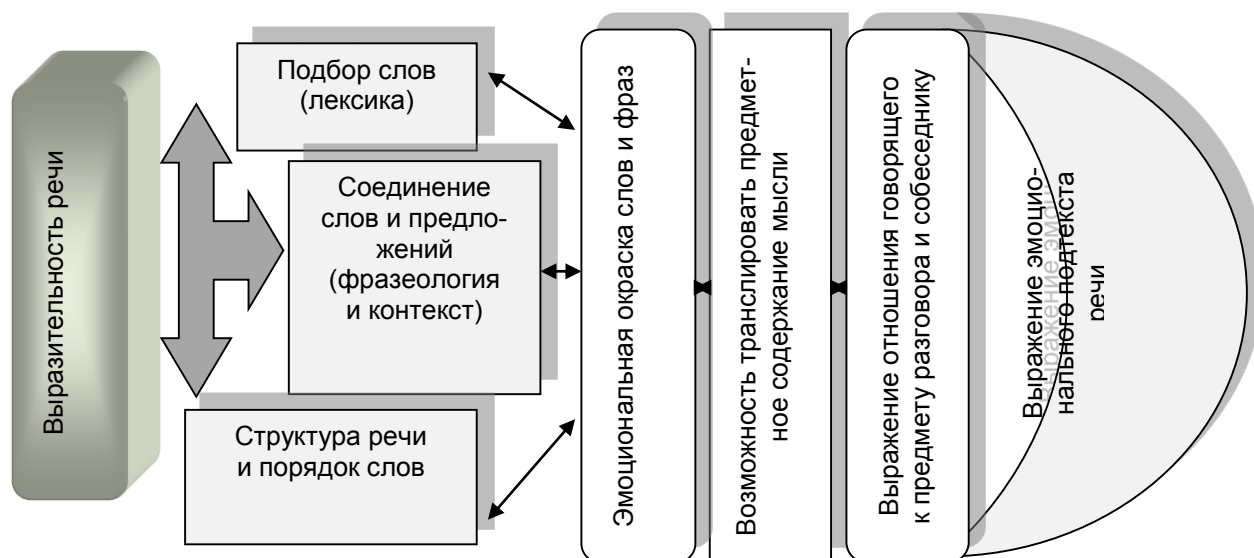 Выразительность речи
Подбор слов
(лексика)
Соединение
слов и предло-
жений
(фразеология
и контекст)
Структура речи
и порядок слов
Эмоциональная окраска слов и фраз
Возможность транслировать предмет-
ное содержание мысли
Выражение отношения говорящего
к предмету разговора и собеседнику
Выражение эмоцио-
нального подтекста
речи